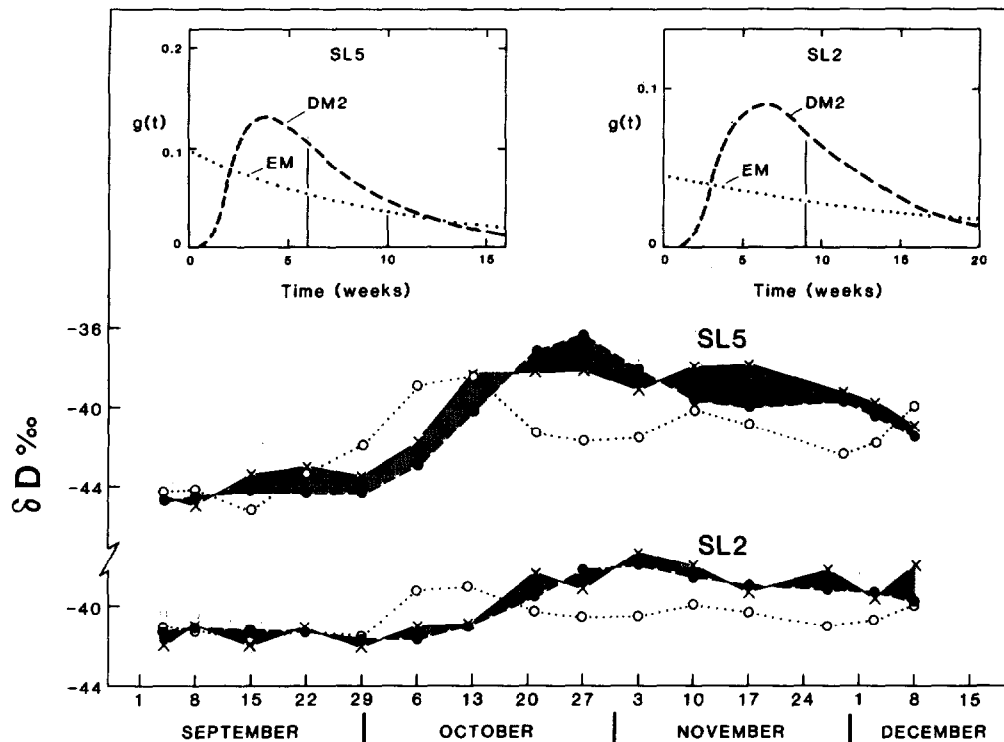 SL5
0.2
DM2
g(t)
0.1
EM
0
0 5 10 15
Time (weeks)
SL2
0.1
DM2
g(t)
EM
0
0 5 10 15 20
Time (weeks)
-36
SL5
-40
δD‰
-44
SL2
-40
-44
1 8 15 22 29 6 13 20 27 3 10 17 24 1 8 15
SEPTEMBER OCTOBER NOVEMBER DECEMBER